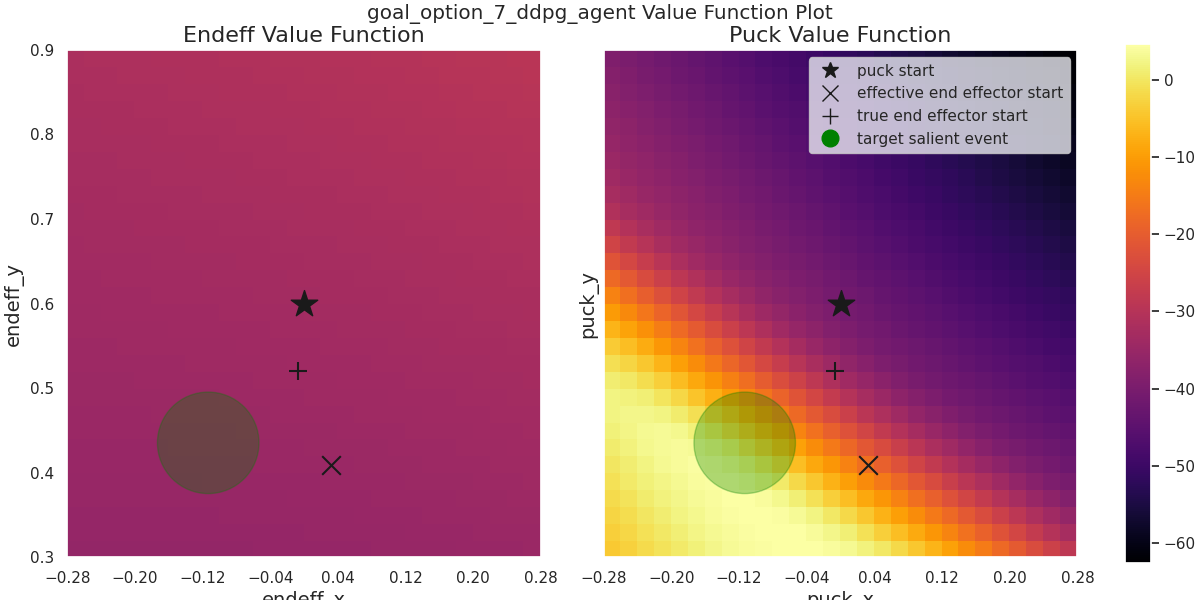 goal_option_7_ddpg_agent Value Function Plot
Endeff Value Function
0.9
0.8
0.7
0.6
0.5
0.4
0.3
endeff_y
−0.28 −0.20 −0.12 −0.04 0.04 0.12 0.20 0.28
endeff_x
Puck Value Function
puck start
effective end effector start
true end effector start
target salient event
puck_y
−0.28 −0.20 −0.12 −0.04 0.04 0.12 0.20 0.28
puck_x
0
−10
−20
−30
−40
−50
−60